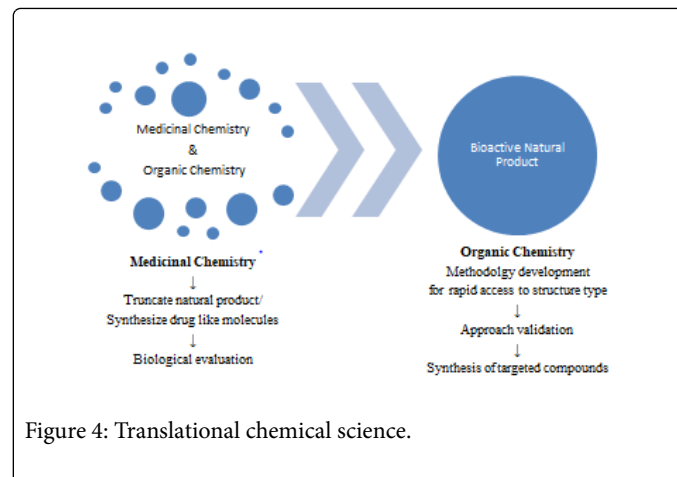 Medicinal Chemistry
&
Organic Chemistry
Bioactive Natural
Product
Medicinal Chemistry
↓
Truncate natural product/
Synthesize drug like molecules
↓
Biological evaluation
Organic Chemistry
Methodolgy development
for rapid access to structure type
↓
Approach validation
↓
Synthesis of targeted compounds
Figure 4: Translational chemical science.